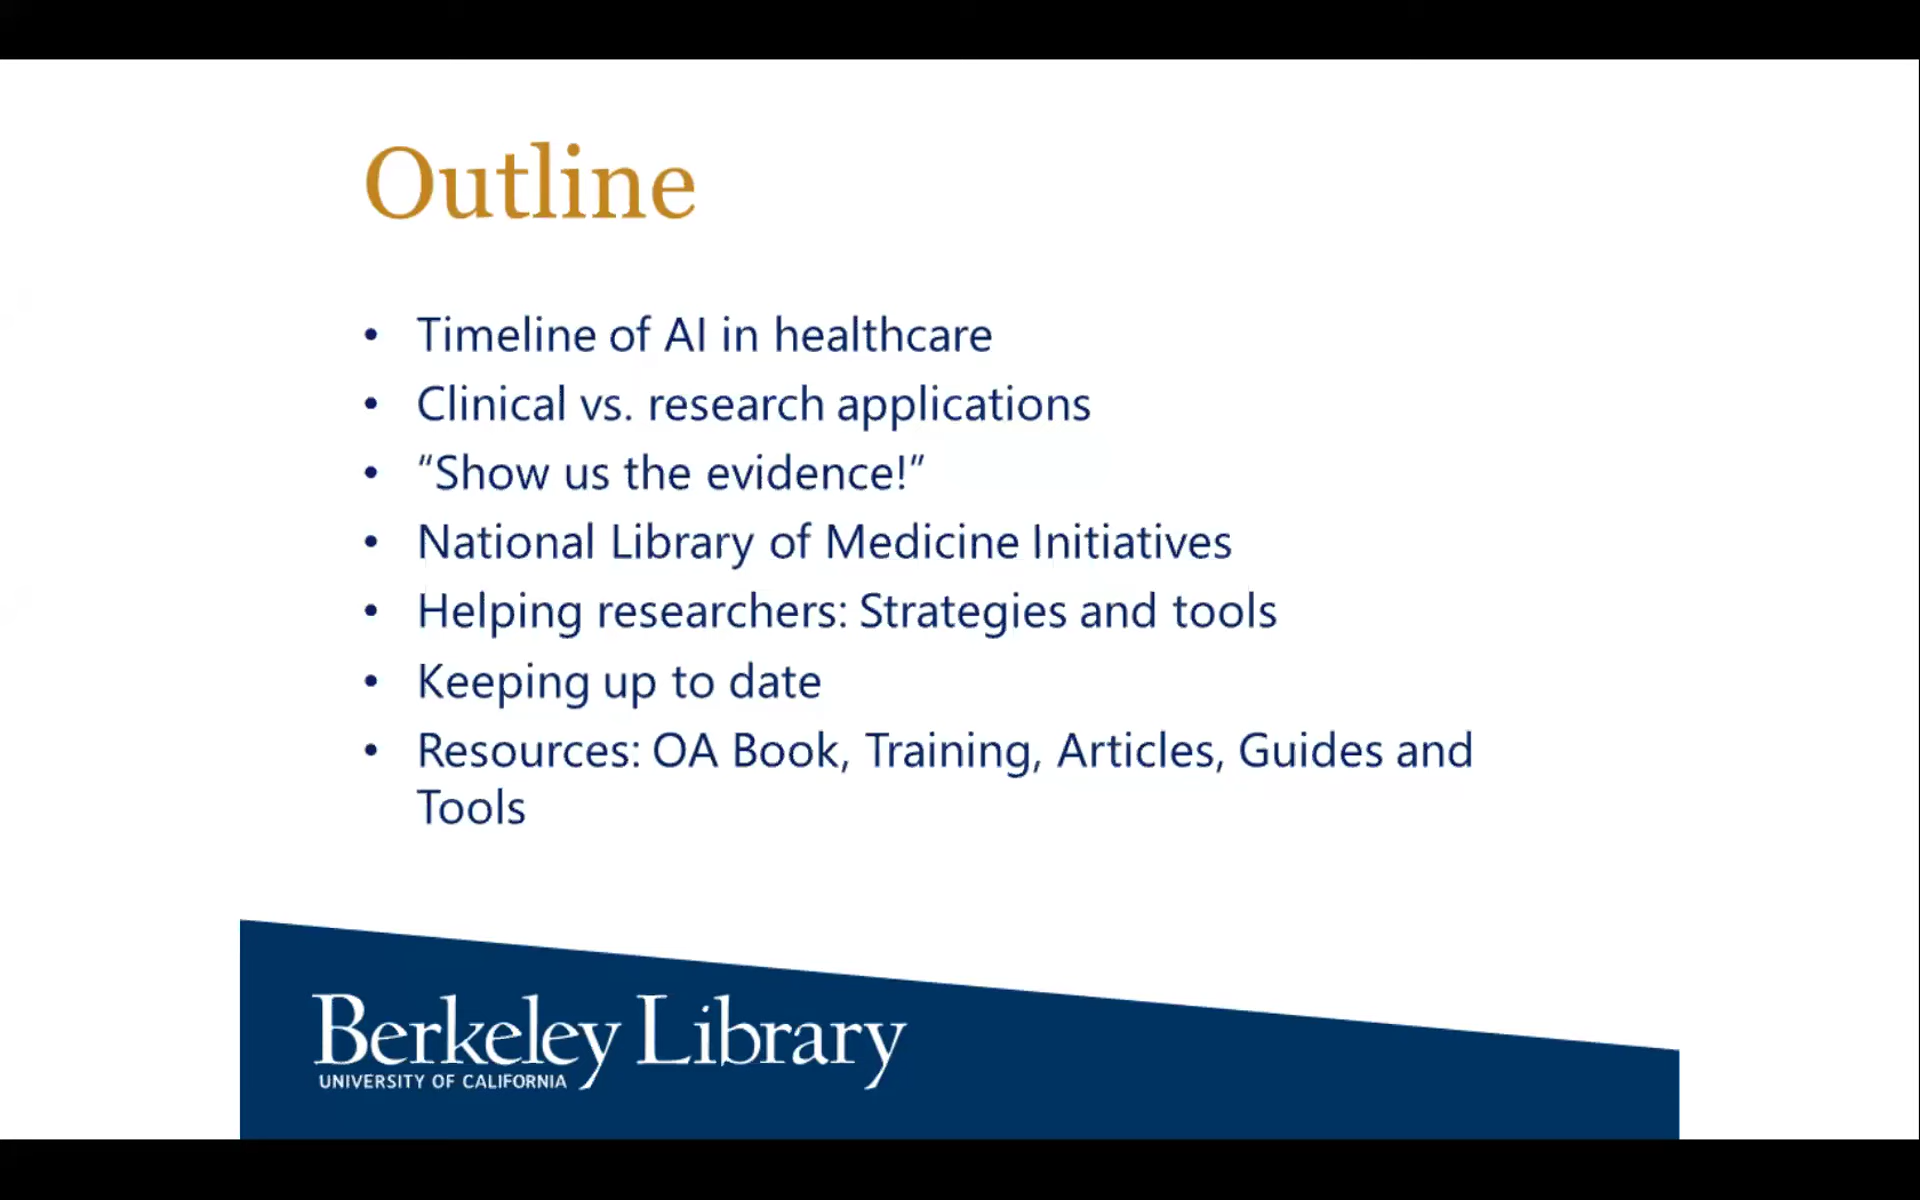 Outline
• Timeline of AI in healthcare
• Clinical vs. research applications
• “Show us the evidence!”
• National Library of Medicine Initiatives
• Helping researchers: Strategies and tools
• Keeping up to date
• Resources: OA Book, Training, Articles, Guides and
Tools
Berkeley Library
UNIVERSITY OF CALIFORNIA